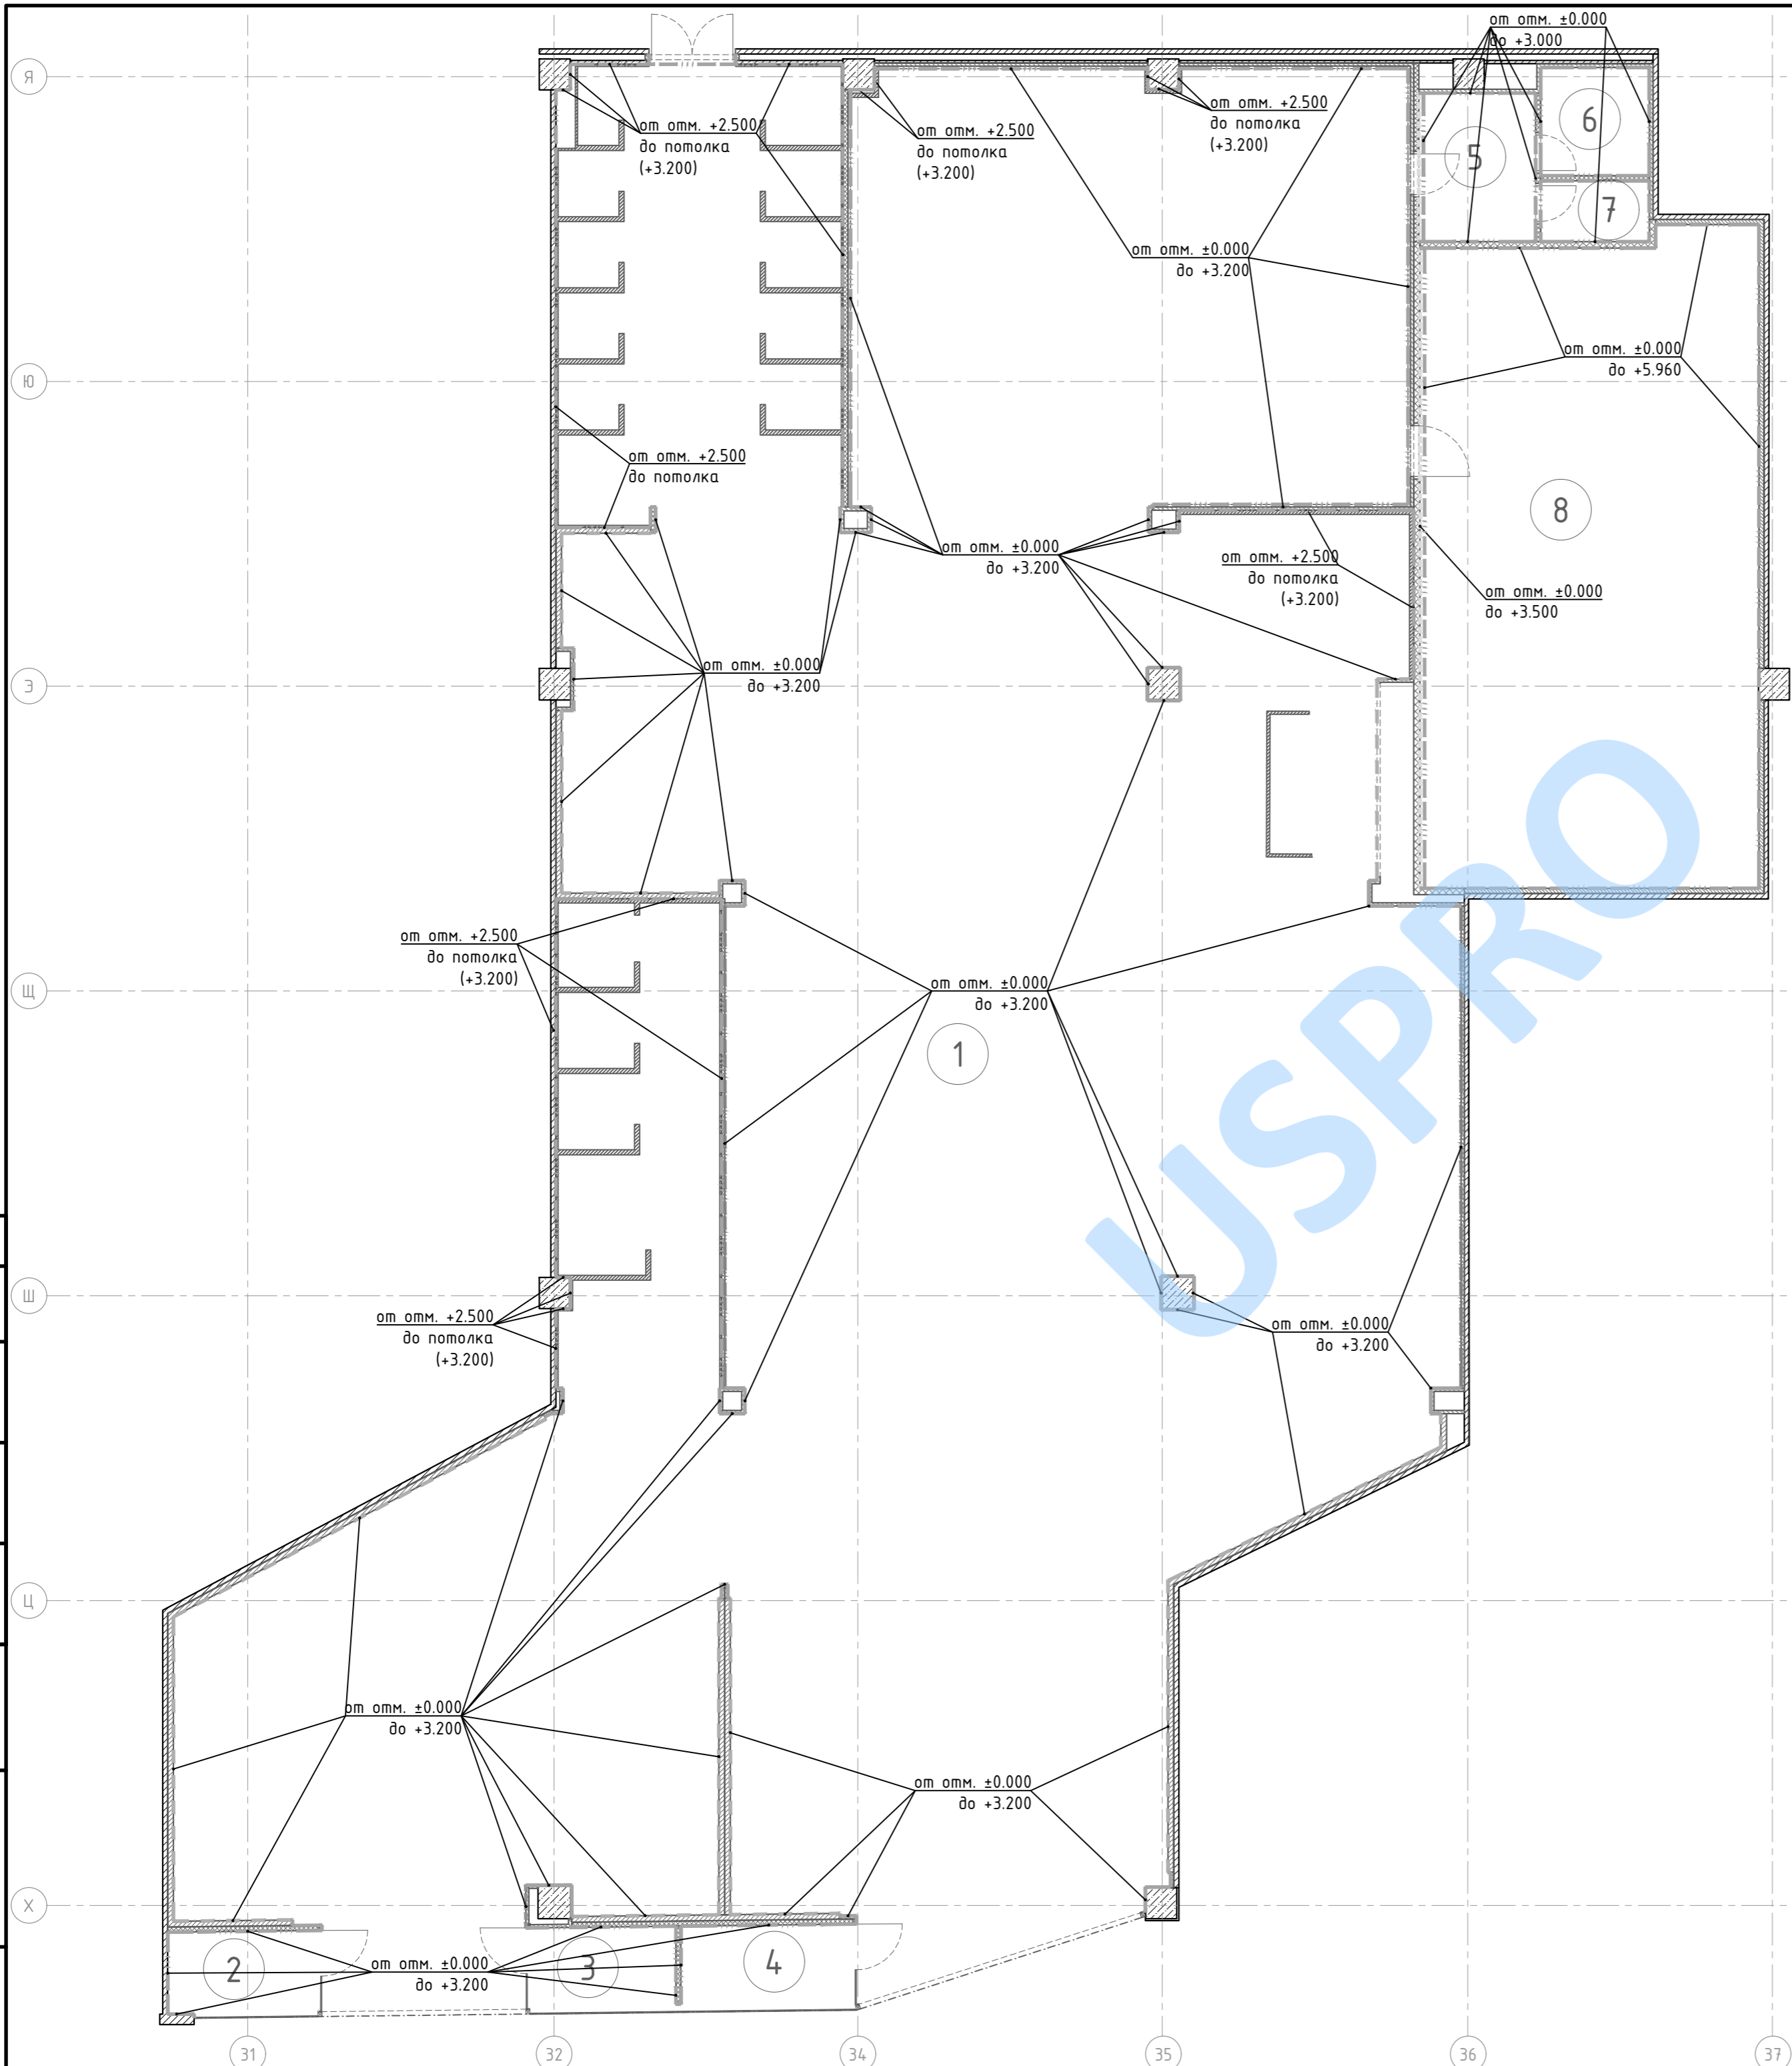 от отм. ±0.000
до +3.000
Я
от отм. +2.500
до потолка
(+3.200)
от отм. +2.500
до потолка
(+3.200)
от отм. +2.500
до потолка
(+3.200)
5
6
7
от отм. ±0.000
до +3.200
от отм. ±0.000
до +5.960
Ю
от отм. +2.500
до потолка
8
от отм. ±0.000
до +3.200
от отм. +2.500
до потолка
(+3.200)
от отм. ±0.000
до +3.500
от отм. ±0.000
до +3.200
Э
от отм. +2.500
до потолка
(+3.200)
от отм. ±0.000
до +3.200
Щ
1
USPRO
Ш
от отм. +2.500
до потолка
(+3.200)
от отм. ±0.000
до +3.200
Ц
от отм. ±0.000
до +3.200
от отм. ±0.000
до +3.200
Х
2
от отм. ±0.000
до +3.200
3
4
31
32
34
35
36
37